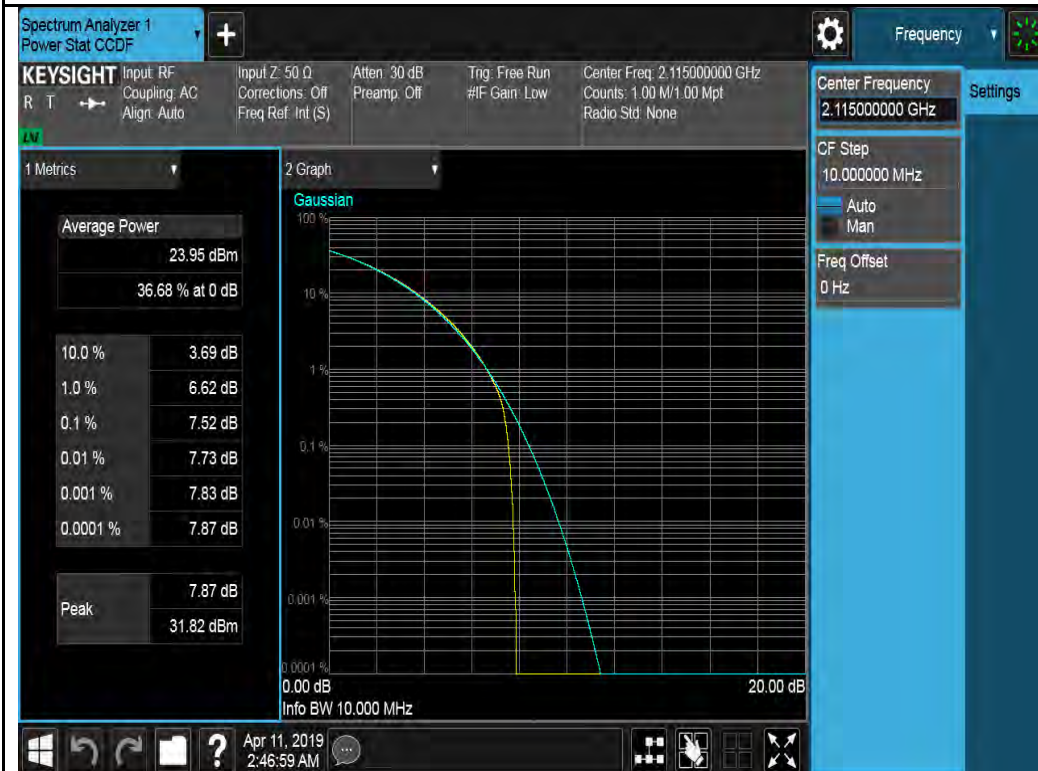 Spectrum Analyzer 1
Power Stat CCDF
+
Frequency
KEYSIGHT
R T
LV
Input: RF
Coupling: AC
Align: Auto
Input Z: 50 Ω
Corrections: Off
Freq Ref: Int (S)
Atten: 30 dB
Preamp: Off
Trig: Free Run
#IF Gain: Low
Center Freq: 2.115000000 GHz
Counts: 1.00 M/1.00 Mpt
Radio Std: None
Center Frequency
2.115000000 GHz
Settings
CF Step
10.000000 MHz
Auto
Man
Freq Offset
0 Hz
1 Metrics
Average Power
23.95 dBm
36.68 % at 0 dB
10.0 % 3.69 dB
1.0 % 6.62 dB
0.1 % 7.52 dB
0.01 % 7.73 dB
0.001 % 7.83 dB
0.0001 % 7.87 dB
Peak
7.87 dB
31.82 dBm
2 Graph
Gaussian
100 %
10 %
1 %
0.1 %
0.01 %
0.001 %
0.0001 %
0.00 dB 20.00 dB
Info BW 10.000 MHz
?
Apr 11, 2019
2:46:59 AM